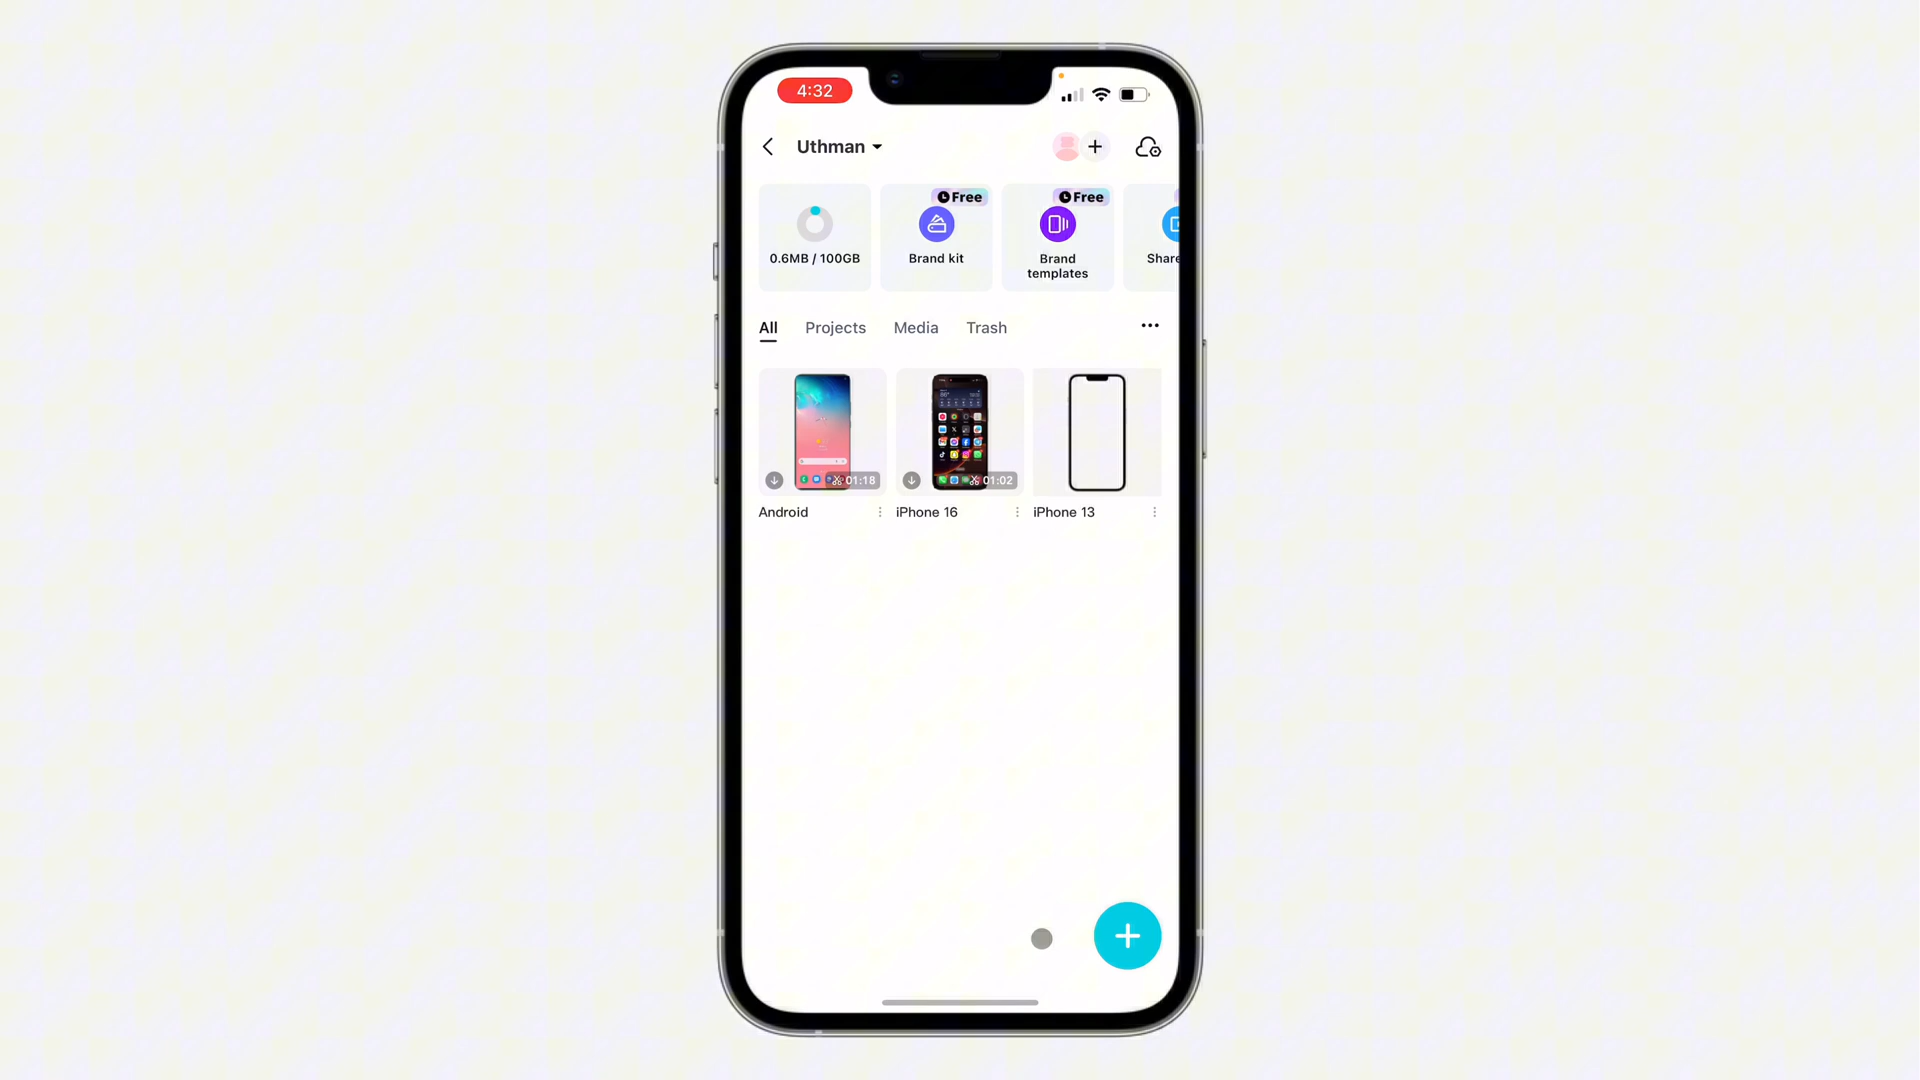 4:32
Uthman
Free
Free
0.6MB / 100GB
Brand kit
Brand
templates
Share
All
Projects
Media
Trash
01:18
01:02
Android
iPhone 16
iPhone 13